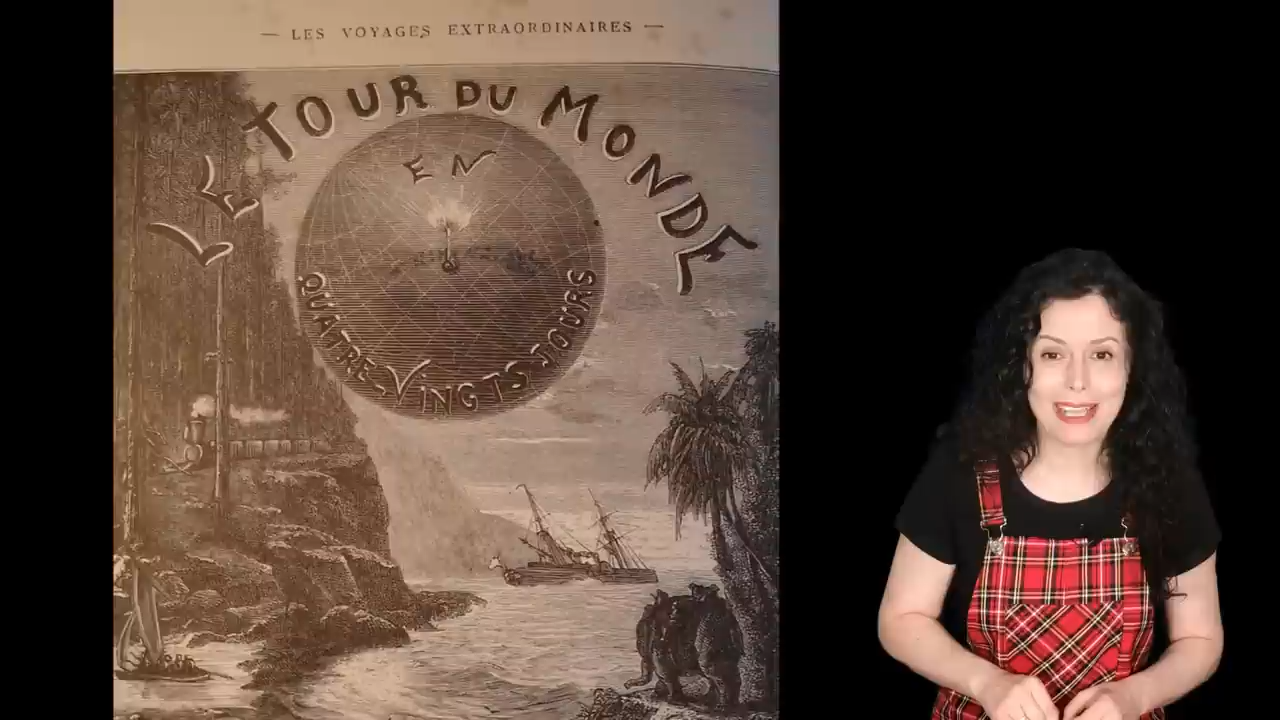 — LES VOYAGES EXTRAORDINAIRES —
LE TOUR DU MONDE
EN
QUATRE-VINGTS JOURS